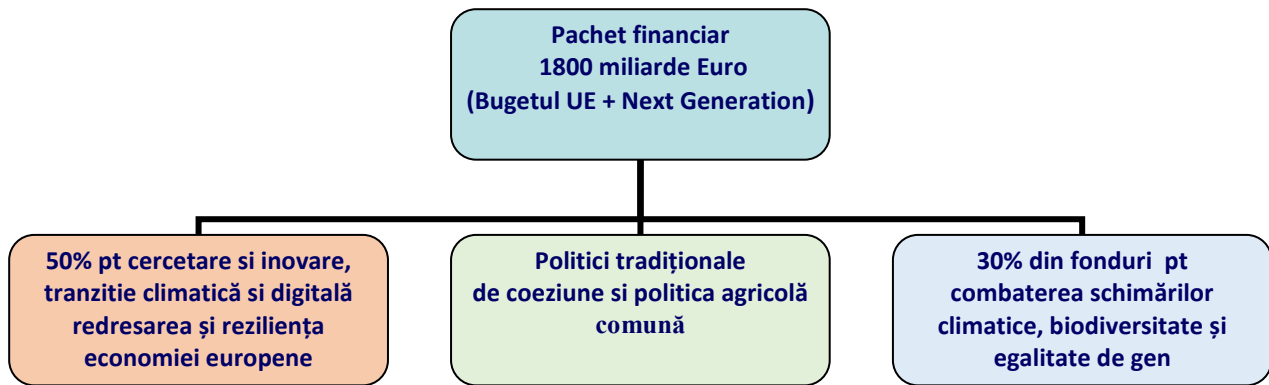 Pachet financiar
1800 miliarde Euro
(Bugetul UE + Next Generation)
50% pt cercetare si inovare,
tranzitie climatică si digitală
redresarea și reziliența
economiei europene
Politici tradiționale
de coeziune si politica agricolă
comună
30% din fonduri pt
combaterea schimărilor
climatice, biodiversitate și
egalitate de gen